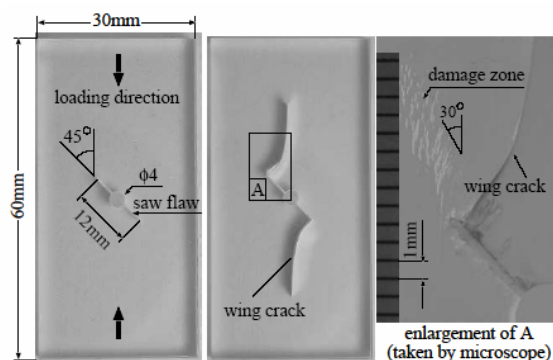 30mm
60mm
loading direction
45°
ϕ4
saw flaw
12mm
A
wing crack
damage zone
30°
wing crack
1mm
enlargement of A
(taken by microscope)